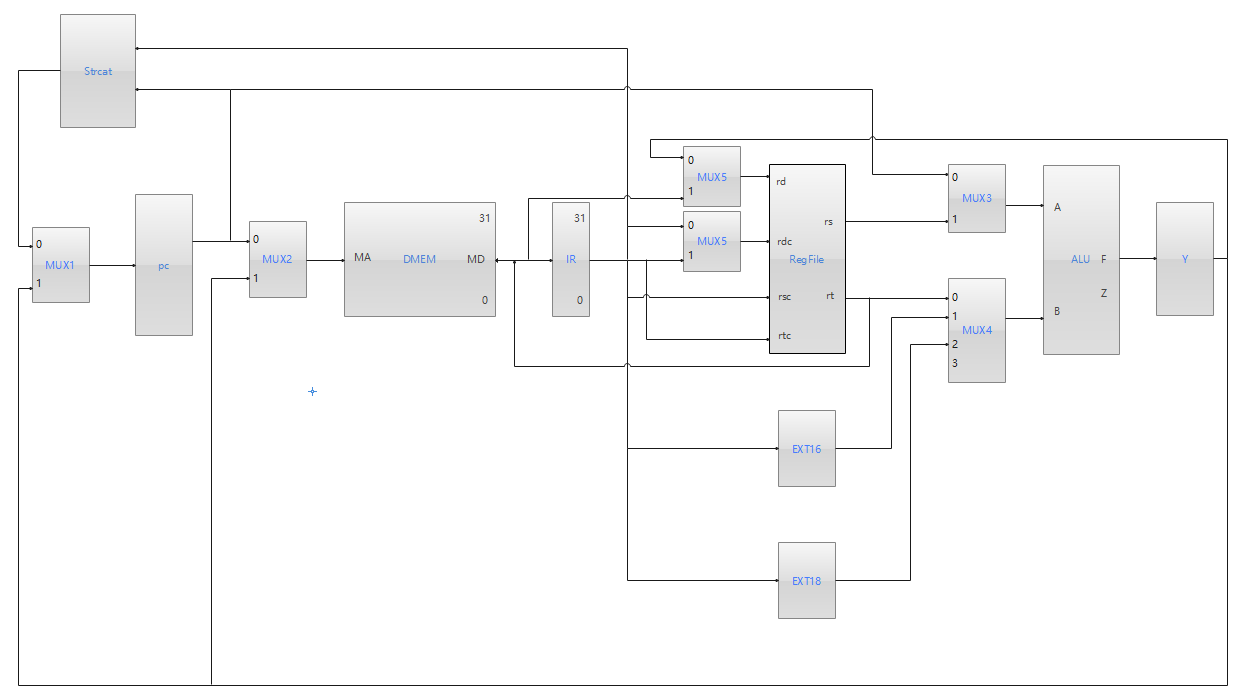 Strcat
0
MUX1
1
pc
0
MUX2
1
MA
DMEM
MD
31
0
31
IR
0
0
MUX5
1
0
MUX5
1
rd
rdc
RegFile
rsc
rtc
rs
rt
0
MUX3
1
0
1
MUX4
2
3
A
ALU
F
Z
B
Y
EXT16
EXT18